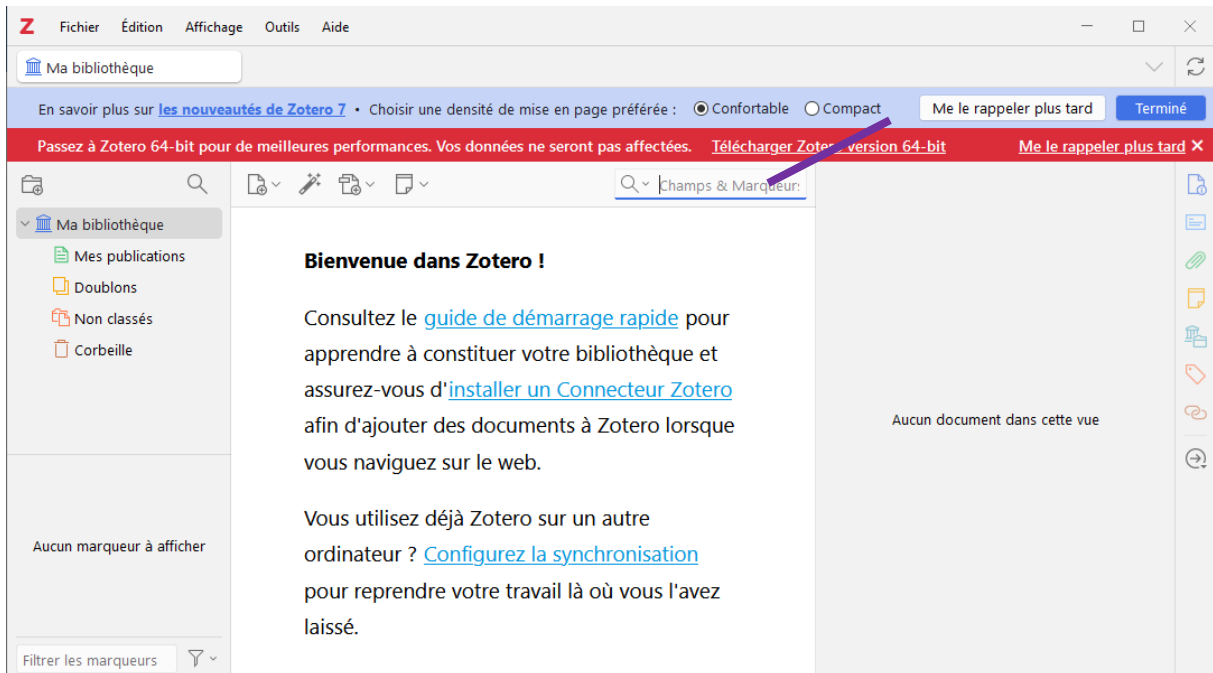 Z Fichier Édition Affichage Outils Aide
Ma bibliothèque
En savoir plus sur les nouveautés de Zotero 7 • Choisir une densité de mise en page préférée : Confortable Compact Me le rappeler plus tard Terminé
Passez à Zotero 64-bit pour de meilleures performances. Vos données ne seront pas affectées. Télécharger Zotero version 64-bit Me le rappeler plus tard
Champs & Marqueurs
Ma bibliothèque
Mes publications
Doublons
Non classés
Corbeille
Aucun marqueur à afficher
Filtrer les marqueurs
Bienvenue dans Zotero !
Consultez le guide de démarrage rapide pour
apprendre à constituer votre bibliothèque et
assurez-vous d'installer un Connecteur Zotero
afin d'ajouter des documents à Zotero lorsque
vous naviguez sur le web.
Vous utilisez déjà Zotero sur un autre
ordinateur ? Configurez la synchronisation
pour reprendre votre travail là où vous l'avez
laissé.
Aucun document dans cette vue